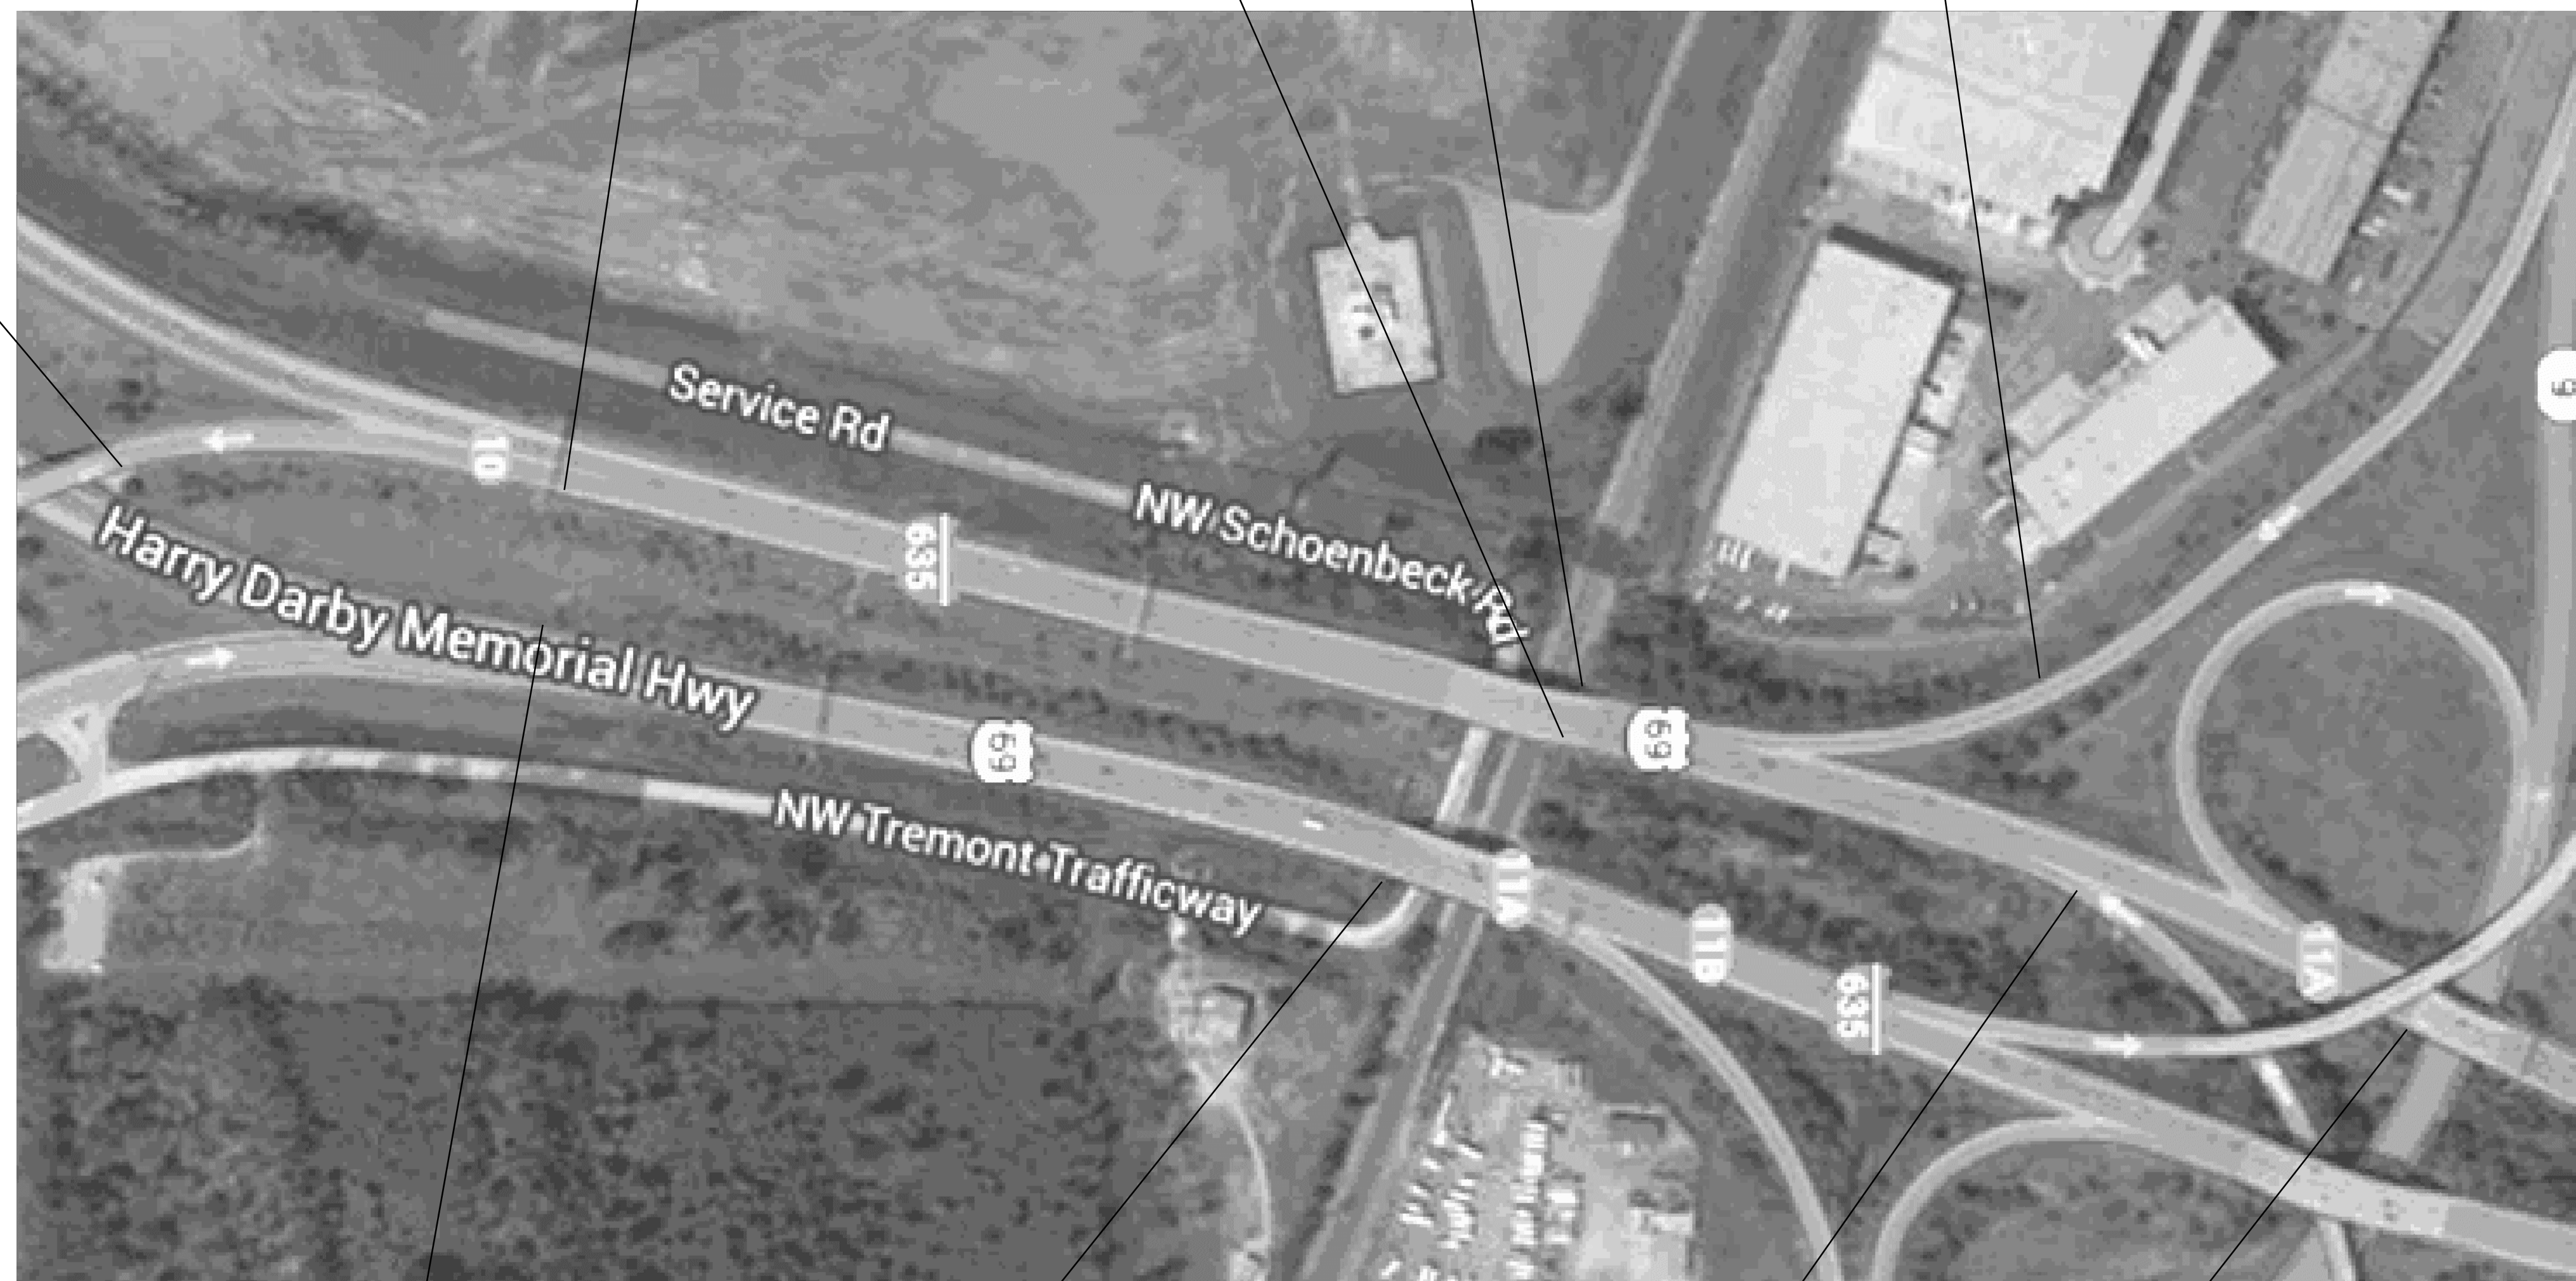 Service Rd
10
635
NW Schoenbeck Rd
Harry Darby Memorial Hwy
69
69
NW Tremont Trafficway
11A
11B
635
11A